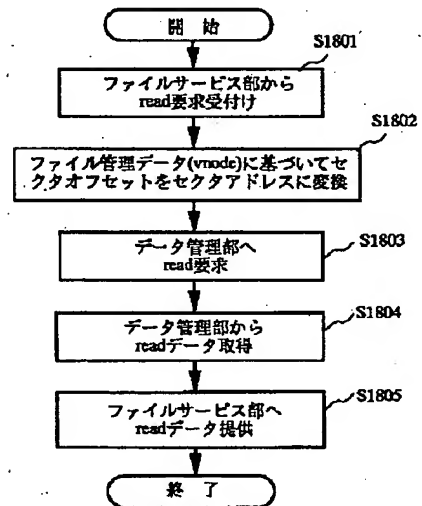 開 始
S1801
ファイルサービス部から
read要求受付け
S1802
ファイル管理データ(vnode)に基づいてセ
クタオフセットをセクタアドレスに変換
S1803
データ管理部へ
read要求
S1804
データ管理部から
readデータ取得
S1805
ファイルサービス部へ
readデータ提供
終 了